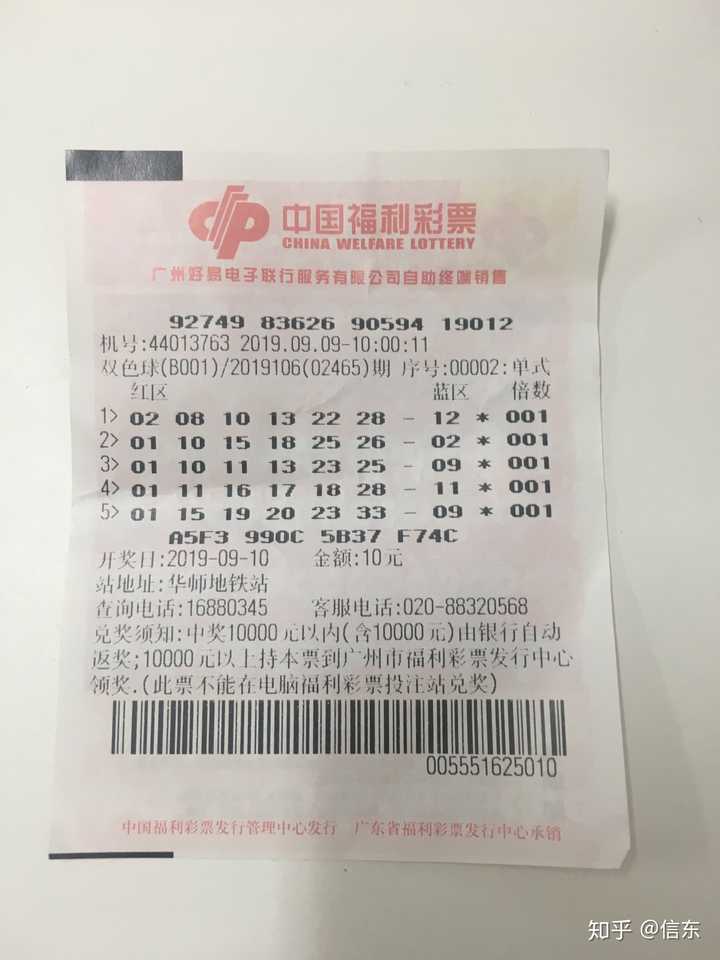 中国福利彩票
CHINA WELFARE LOTTERY
广州好易电子联行服务有限公司自助终端销售
92749 83626 90594 19012
机号:44013763 2019.09.09-10:00:11
双色球(B001)/2019106(02465)期 序号:00002:单式
红区 蓝区 倍数
1> 02 08 10 13 22 28 - 12 * 001
2> 01 10 15 18 25 26 - 02 * 001
3> 01 10 11 13 23 25 - 09 * 001
4> 01 11 16 17 18 28 - 11 * 001
5> 01 15 19 20 23 33 - 09 * 001
A5F3 990C 5B37 F74C
开奖日:2019-09-10 金额:10元
站地址:华师地铁站
查询电话:16880345 客服电话:020-88320568
兑奖须知:中奖10000元以内(含10000元)由银行自动
返奖;10000元以上持本票到广州市福利彩票发行中心
领奖.(此票不能在电脑福利彩票投注站兑奖)
005551625010
中国福利彩票发行管理中心发行 广东省福利彩票发行中心承销
知乎 @信东